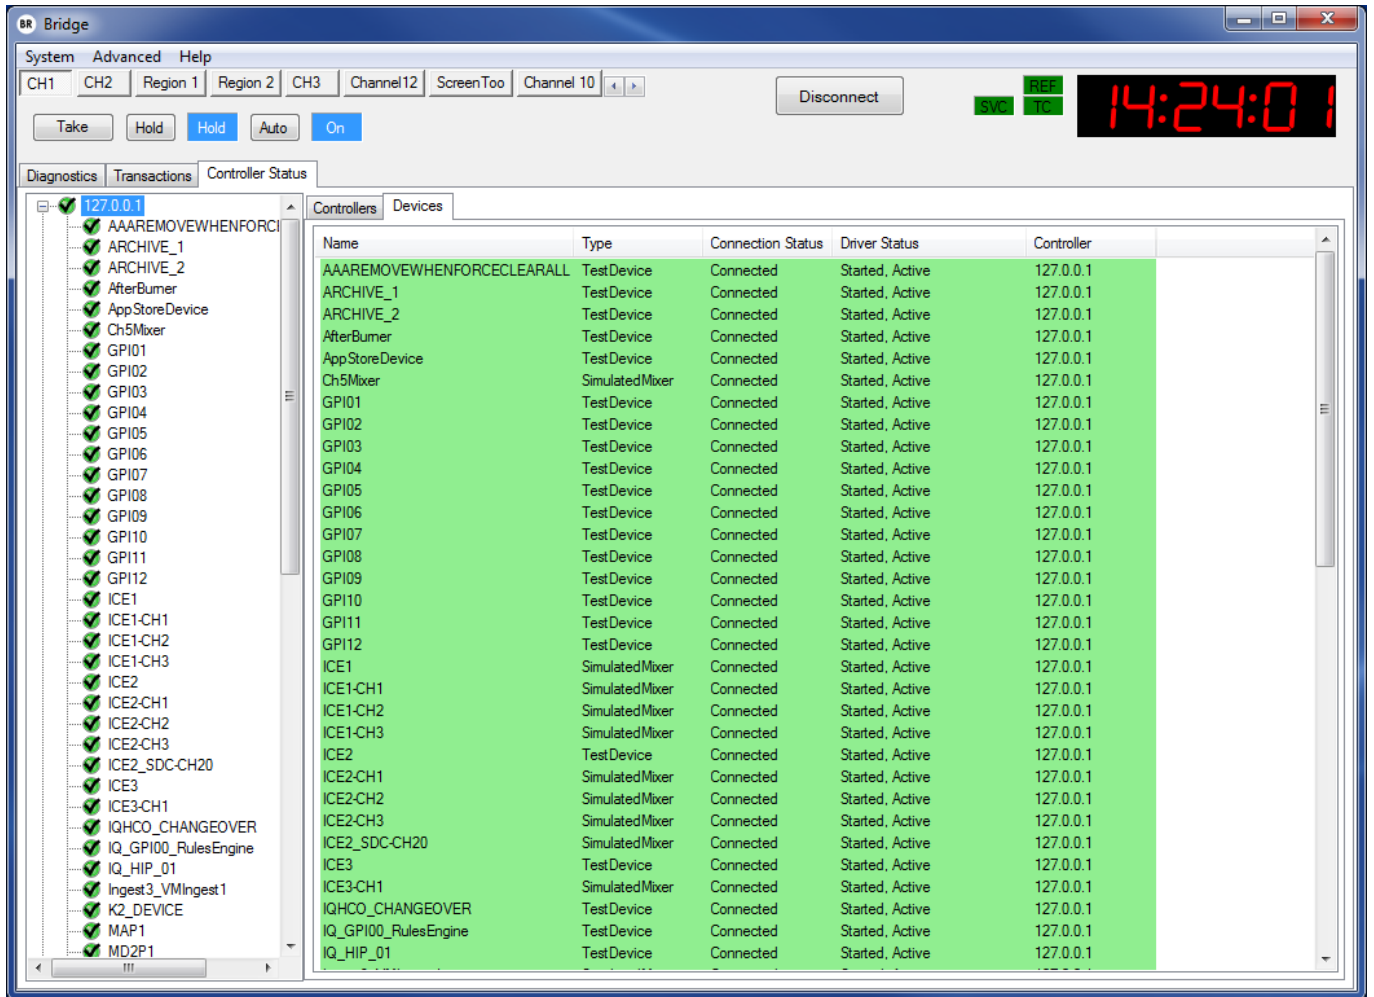 BR Bridge
System Advanced Help
CH1 CH2 Region 1 Region 2 CH3 Channel12 ScreenToo Channel 10
Disconnect
REF
SVC TC
14:24:01
Take Hold Hold Auto On
Diagnostics Transactions Controller Status
127.0.0.1
AAAREMOVEWHENFORCI
ARCHIVE_1
ARCHIVE_2
AfterBurner
AppStoreDevice
Ch5Mixer
GPI01
GPI02
GPI03
GPI04
GPI05
GPI06
GPI07
GPI08
GPI09
GPI10
GPI11
GPI12
ICE1
ICE1-CH1
ICE1-CH2
ICE1-CH3
ICE2
ICE2-CH1
ICE2-CH2
ICE2-CH3
ICE2_SDC-CH20
ICE3
ICE3-CH1
IQHCO_CHANGEOVER
IQ_GPI00_RulesEngine
IQ_HIP_01
Ingest3_VMIngest1
K2_DEVICE
MAP1
MD2P1
Controllers Devices
Name Type Connection Status Driver Status Controller
AAAREMOVEWHENFORCECLEARALL TestDevice Connected Started, Active 127.0.0.1
ARCHIVE_1 TestDevice Connected Started, Active 127.0.0.1
ARCHIVE_2 TestDevice Connected Started, Active 127.0.0.1
AfterBurner TestDevice Connected Started, Active 127.0.0.1
AppStoreDevice TestDevice Connected Started, Active 127.0.0.1
Ch5Mixer SimulatedMixer Connected Started, Active 127.0.0.1
GPI01 TestDevice Connected Started, Active 127.0.0.1
GPI02 TestDevice Connected Started, Active 127.0.0.1
GPI03 TestDevice Connected Started, Active 127.0.0.1
GPI04 TestDevice Connected Started, Active 127.0.0.1
GPI05 TestDevice Connected Started, Active 127.0.0.1
GPI06 TestDevice Connected Started, Active 127.0.0.1
GPI07 TestDevice Connected Started, Active 127.0.0.1
GPI08 TestDevice Connected Started, Active 127.0.0.1
GPI09 TestDevice Connected Started, Active 127.0.0.1
GPI10 TestDevice Connected Started, Active 127.0.0.1
GPI11 TestDevice Connected Started, Active 127.0.0.1
GPI12 TestDevice Connected Started, Active 127.0.0.1
ICE1 SimulatedMixer Connected Started, Active 127.0.0.1
ICE1-CH1 SimulatedMixer Connected Started, Active 127.0.0.1
ICE1-CH2 SimulatedMixer Connected Started, Active 127.0.0.1
ICE1-CH3 SimulatedMixer Connected Started, Active 127.0.0.1
ICE2 TestDevice Connected Started, Active 127.0.0.1
ICE2-CH1 SimulatedMixer Connected Started, Active 127.0.0.1
ICE2-CH2 SimulatedMixer Connected Started, Active 127.0.0.1
ICE2-CH3 SimulatedMixer Connected Started, Active 127.0.0.1
ICE2_SDC-CH20 SimulatedMixer Connected Started, Active 127.0.0.1
ICE3 TestDevice Connected Started, Active 127.0.0.1
ICE3-CH1 SimulatedMixer Connected Started, Active 127.0.0.1
IQHCO_CHANGEOVER TestDevice Connected Started, Active 127.0.0.1
IQ_GPI00_RulesEngine TestDevice Connected Started, Active 127.0.0.1
IQ_HIP_01 TestDevice Connected Started, Active 127.0.0.1